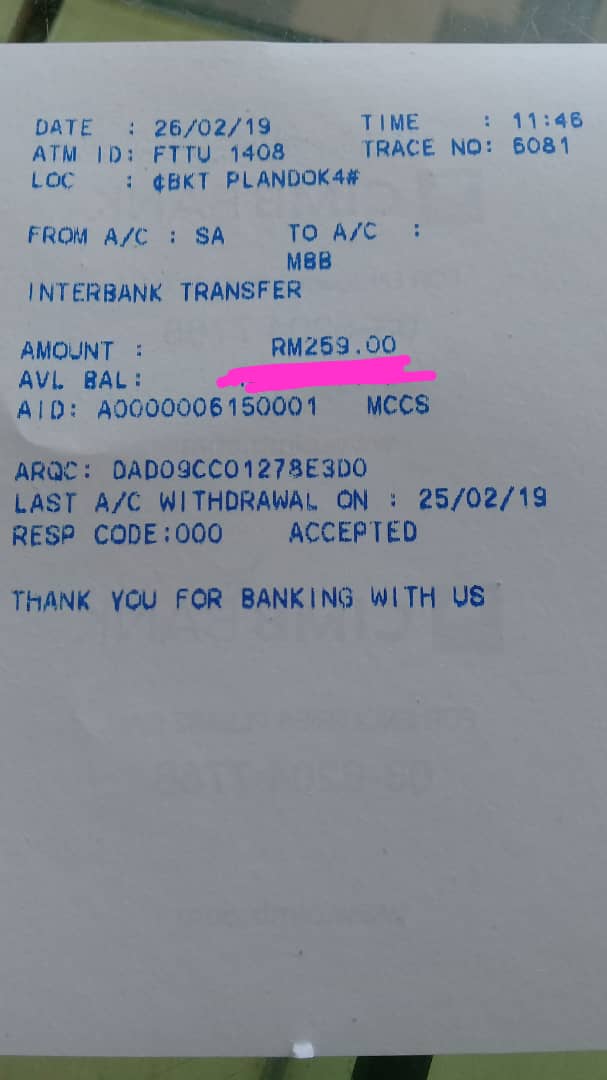 DATE : 26/02/19 TIME : 11:46
ATM ID: FTTU 1408 TRACE NO: 6081
LOC : ¢BKT PLANDOK4#
FROM A/C : SA TO A/C :
MBB
INTERBANK TRANSFER
AMOUNT : RM259.00
AVL BAL:
AID: A0000006150001 MCCS
ARQC: DAD09CC01278E3D0
LAST A/C WITHDRAWAL ON : 25/02/19
RESP CODE:000 ACCEPTED
THANK YOU FOR BANKING WITH US